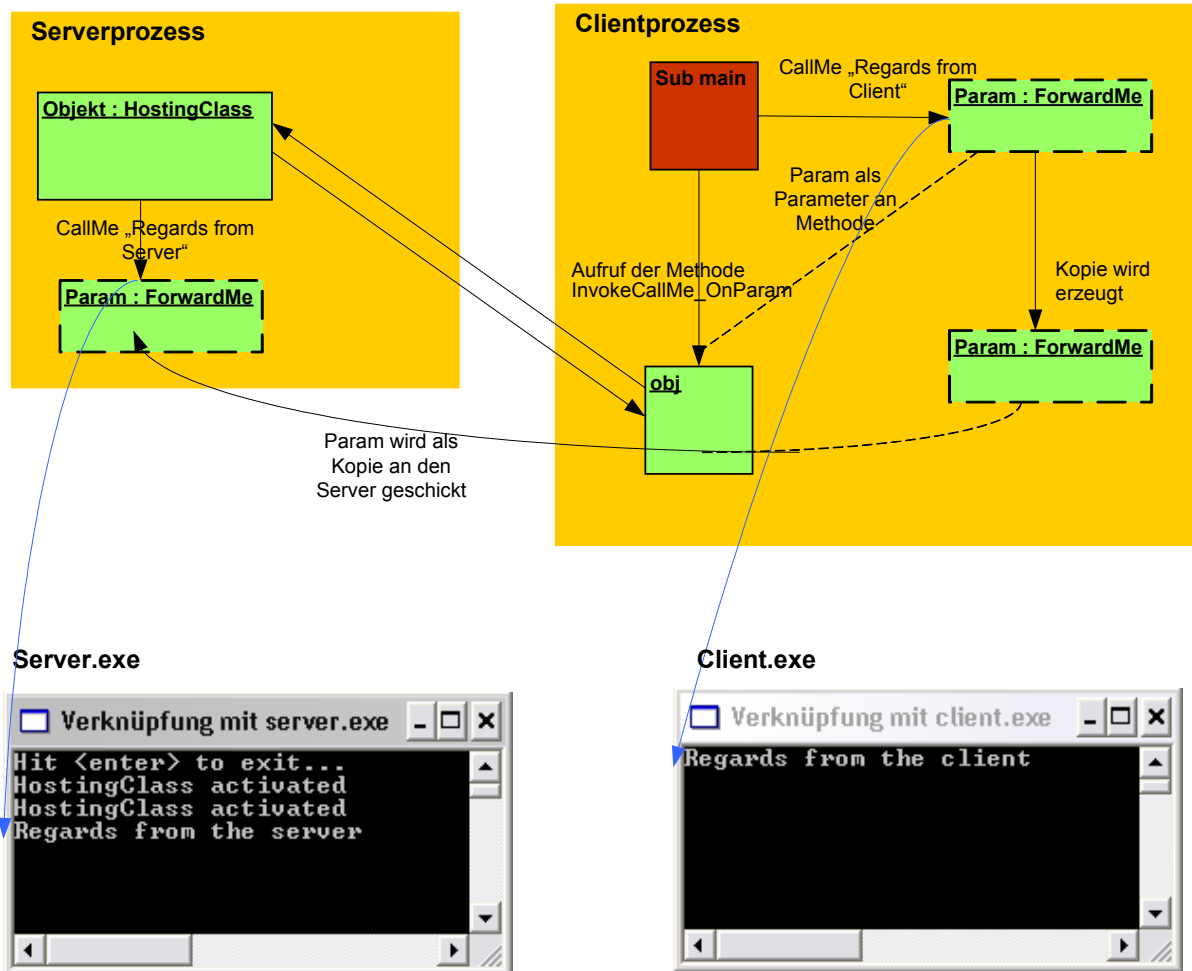 Serverprozess
Objekt : HostingClass
CallMe „Regards from
Server“
Param : ForwardMe
Clientprozess
Sub main
CallMe „Regards from
Client“
Param : ForwardMe
Param als
Parameter an
Methode
Aufruf der Methode
InvokeCallMe_OnParam
Kopie wird
erzeugt
Param : ForwardMe
obj
Param wird als
Kopie an den
Server geschickt
Server.exe
Verknüpfung mit server.exe
Hit <enter> to exit...
HostingClass activated
HostingClass activated
Regards from the server
Client.exe
Verknüpfung mit client.exe
Regards from the client